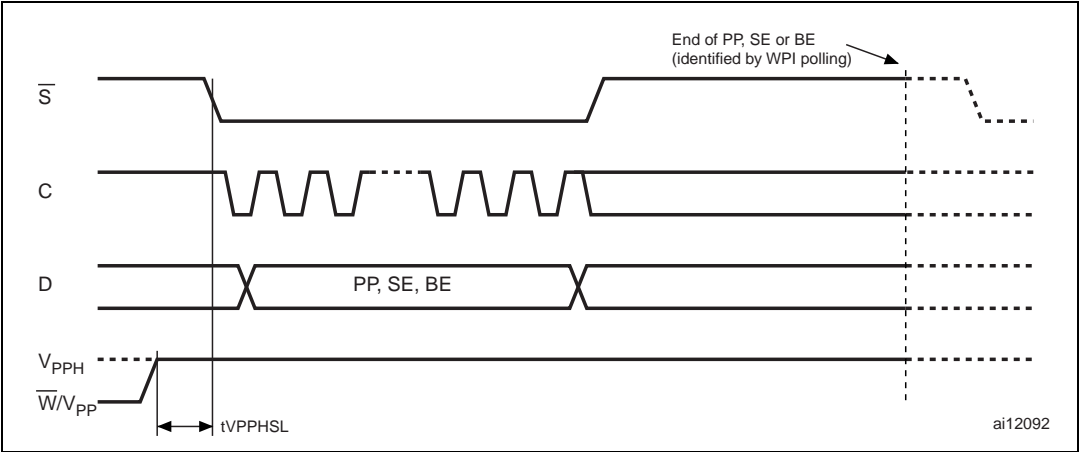 End of PP, SE or BE
(identified by WPI polling)
S̅
C
D
PP, SE, BE
VPPH
W̅/VPP
tVPPHSL
ai12092